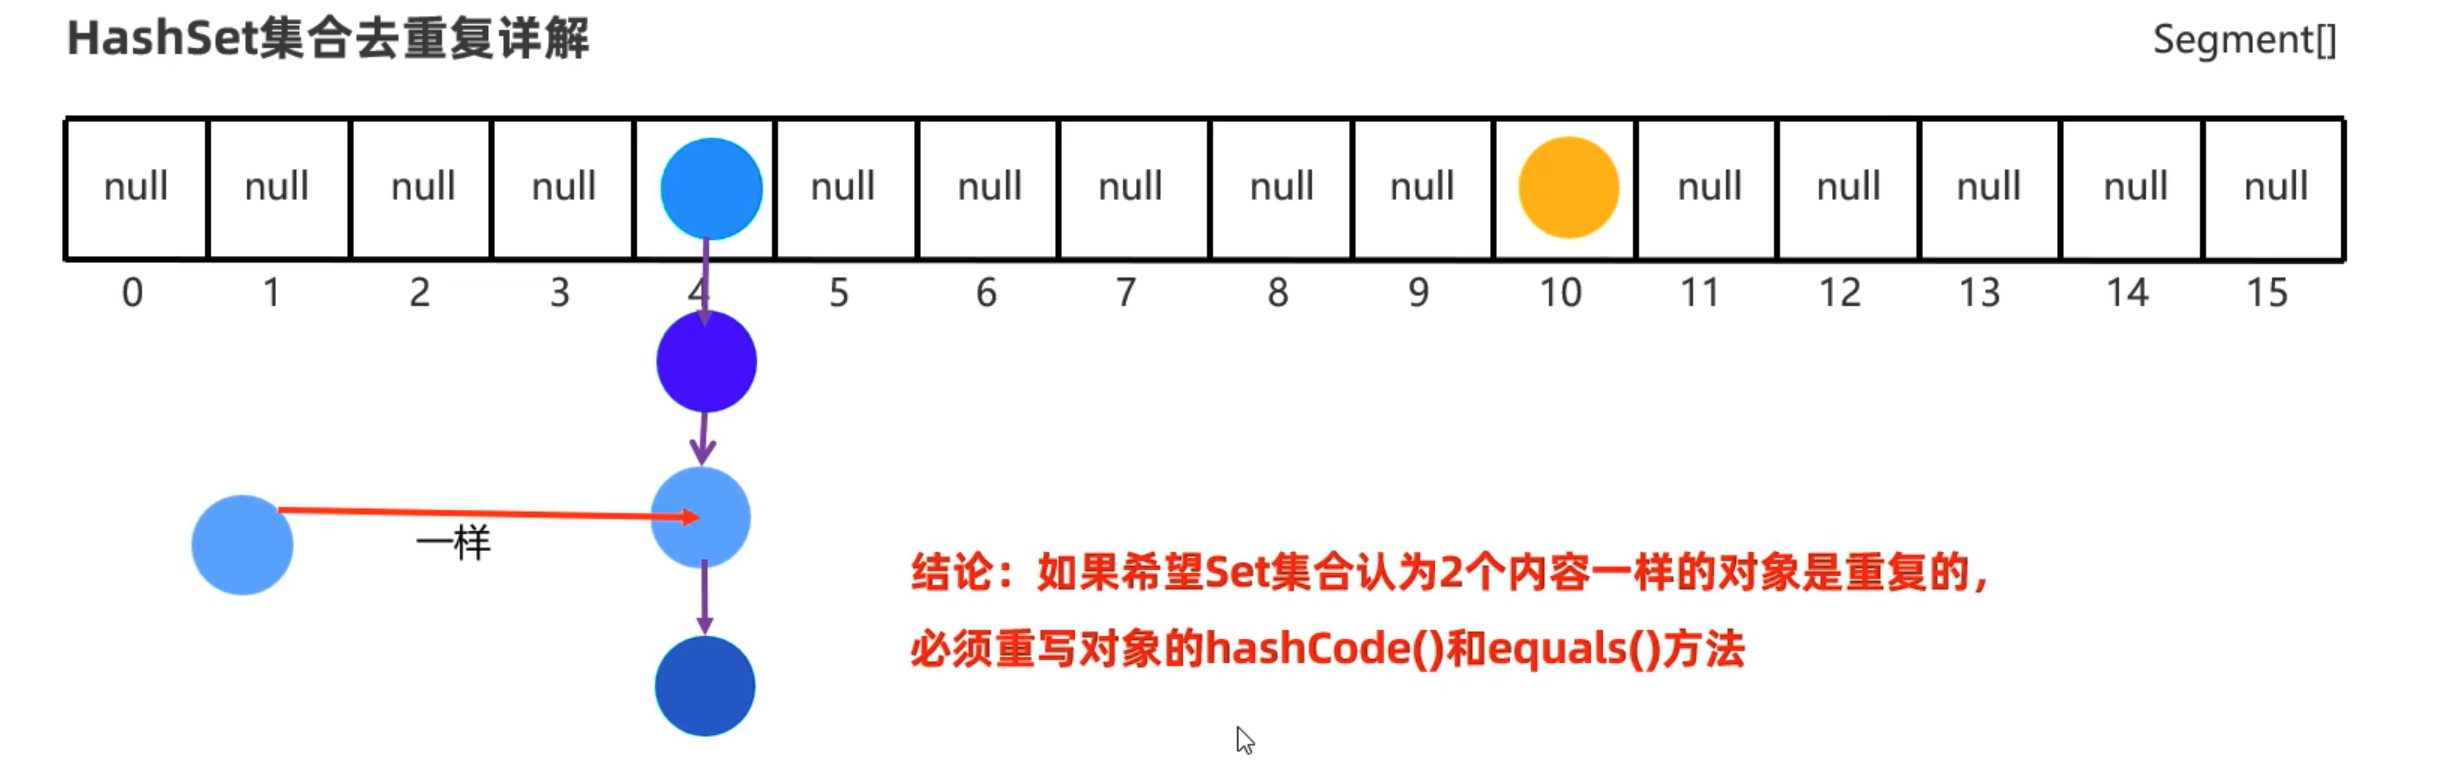 HashSet集合去重复详解
Segment[]
null null null null null null null null null null null null null null
0 1 2 3 4 5 6 7 8 9 10 11 12 13 14 15
一样
结论：如果希望Set集合认为2个内容一样的对象是重复的，
必须重写对象的hashCode()和equals()方法